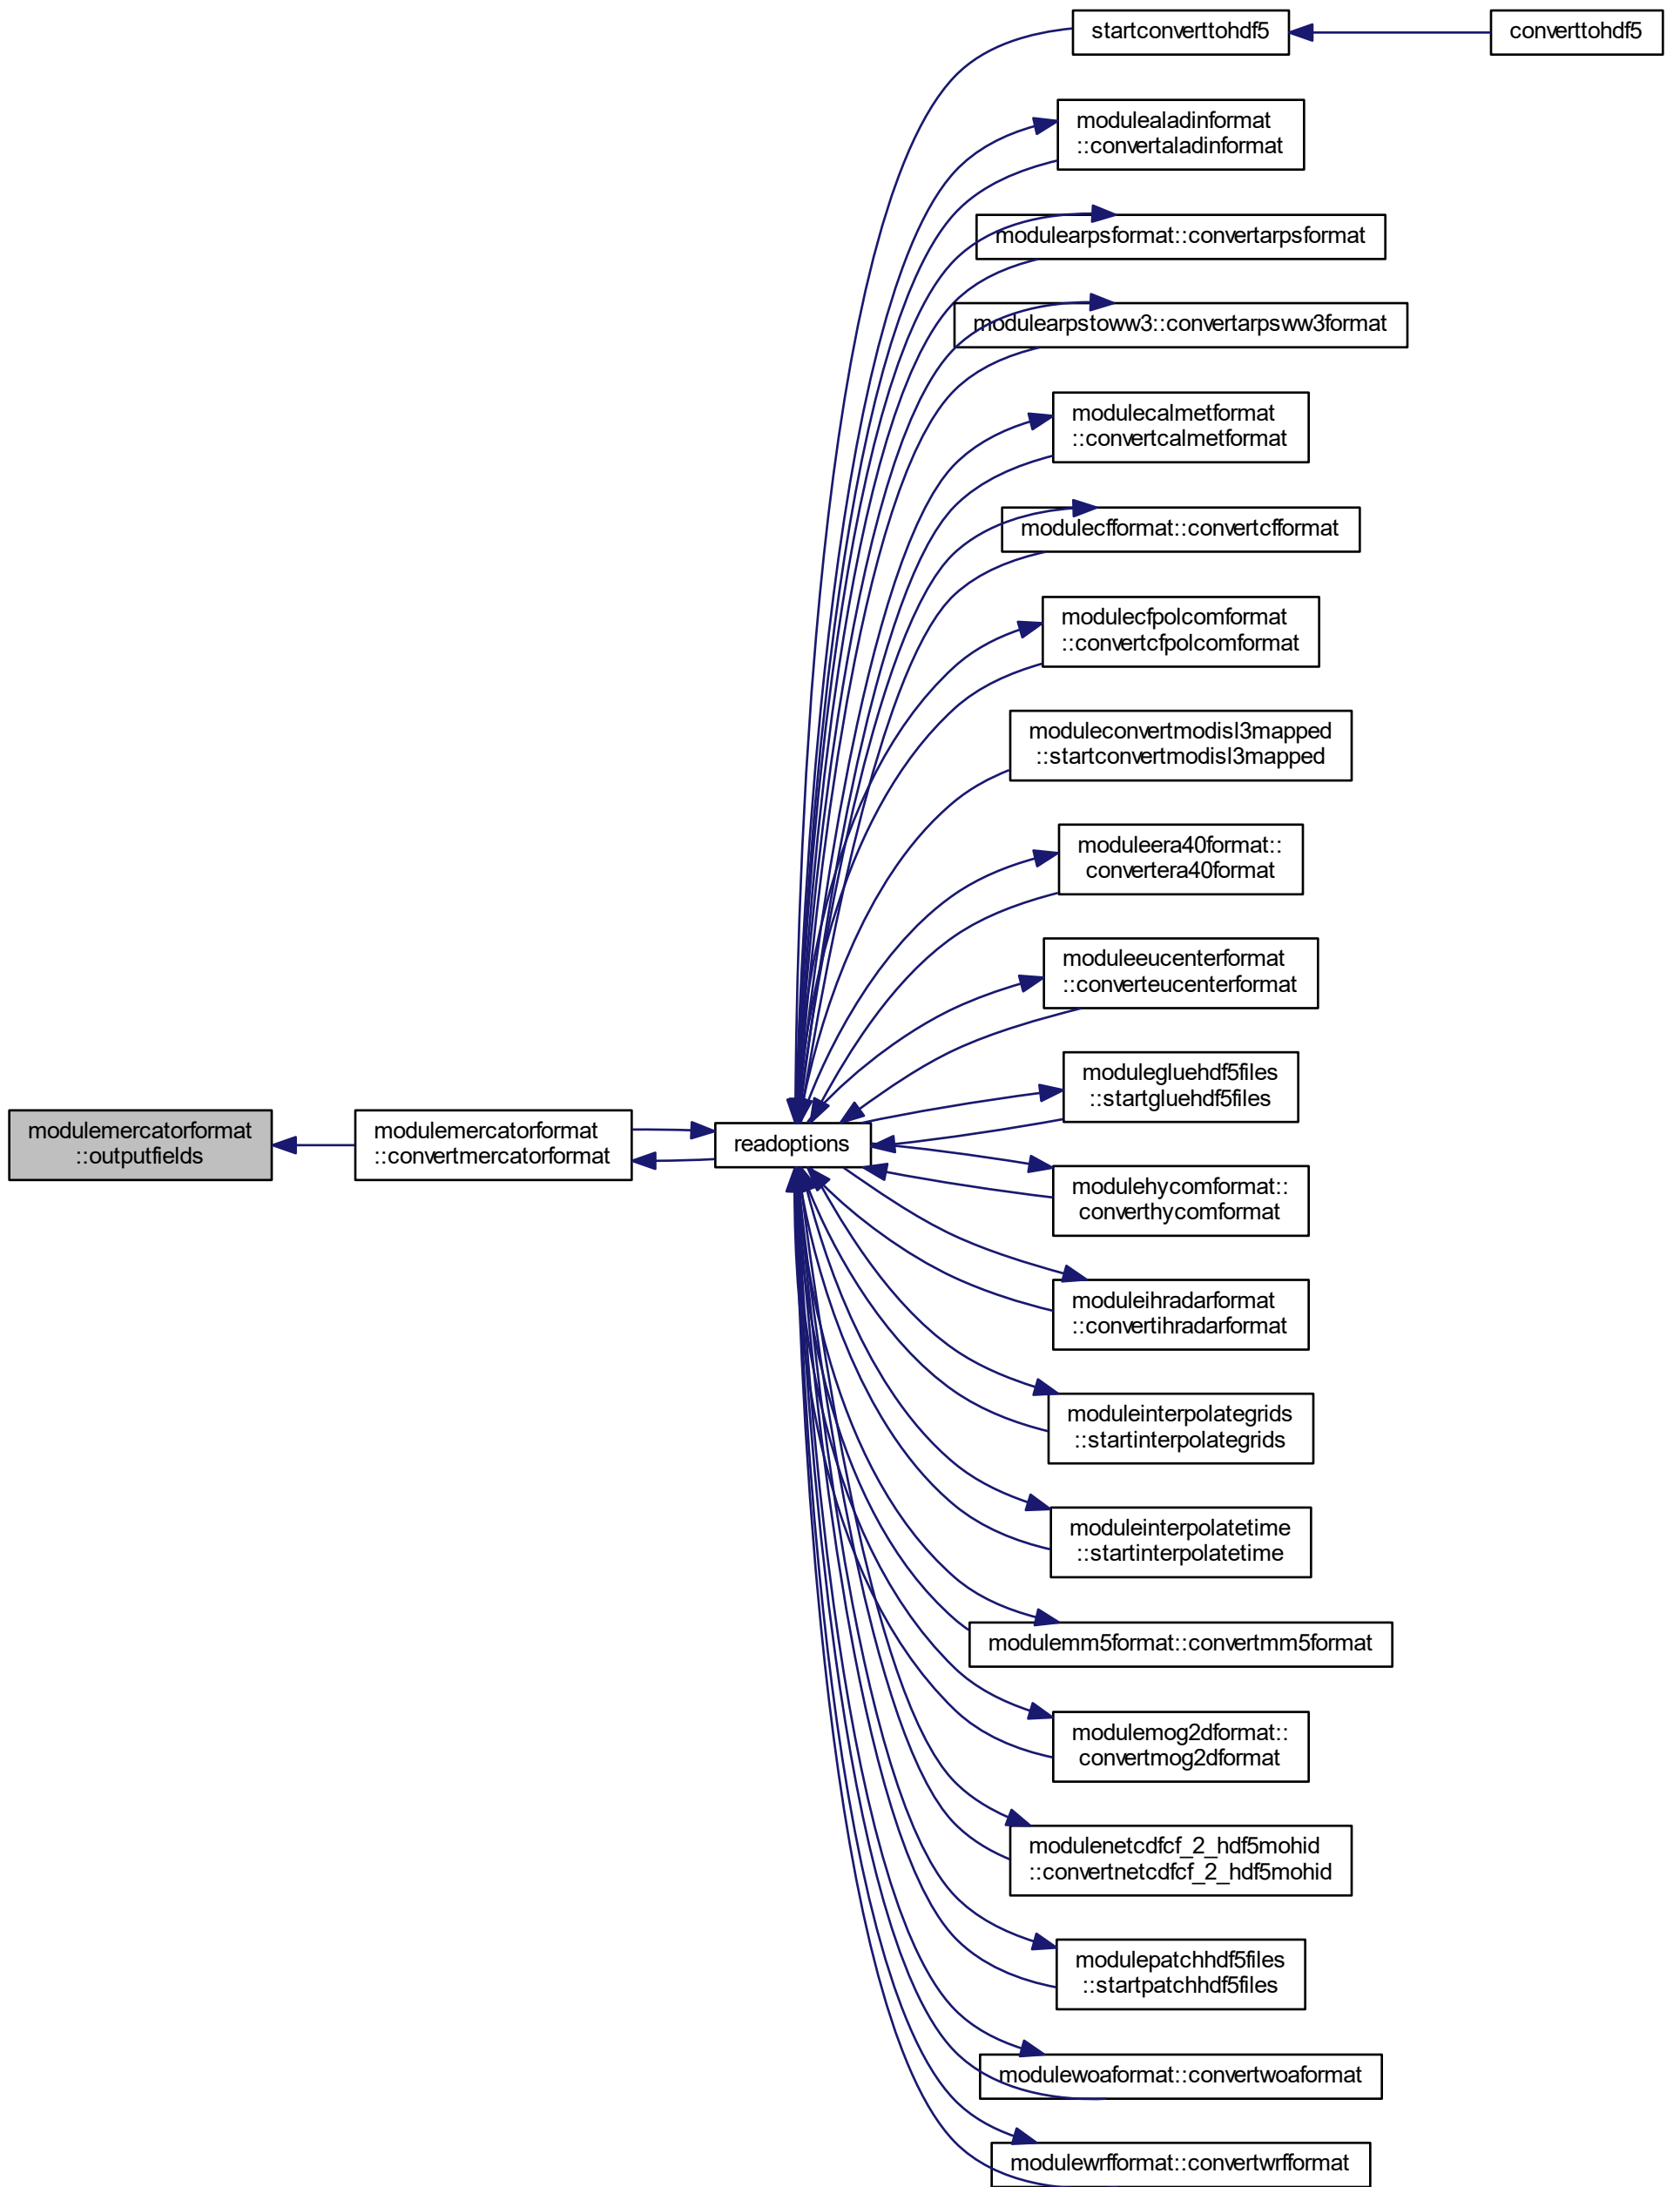 startconverttohdf5
converttohdf5
modulealadinformat
::convertaladinformat
modulearpsformat::convertarpsformat
modulearpstoww3::convertarpsww3format
modulecalmetformat
::convertcalmetformat
modulecfformat::convertcfformat
modulecfpolcomformat
::convertcfpolcomformat
moduleconvertmodisl3mapped
::startconvertmodisl3mapped
moduleera40format::
convertera40format
moduleeucenterformat
::converteucenterformat
modulegluehdf5files
::startgluehdf5files
modulemercatorformat
::outputfields
modulemercatorformat
::convertmercatorformat
readoptions
modulehycomformat::
converthycomformat
moduleihradarformat
::convertihradarformat
moduleinterpolategrids
::startinterpolategrids
moduleinterpolatetime
::startinterpolatetime
modulemm5format::convertmm5format
modulemog2dformat::
convertmog2dformat
modulenetcdfcf_2_hdf5mohid
::convertnetcdfcf_2_hdf5mohid
modulepatchhdf5files
::startpatchhdf5files
modulewoaformat::convertwoaformat
modulewrfformat::convertwrfformat